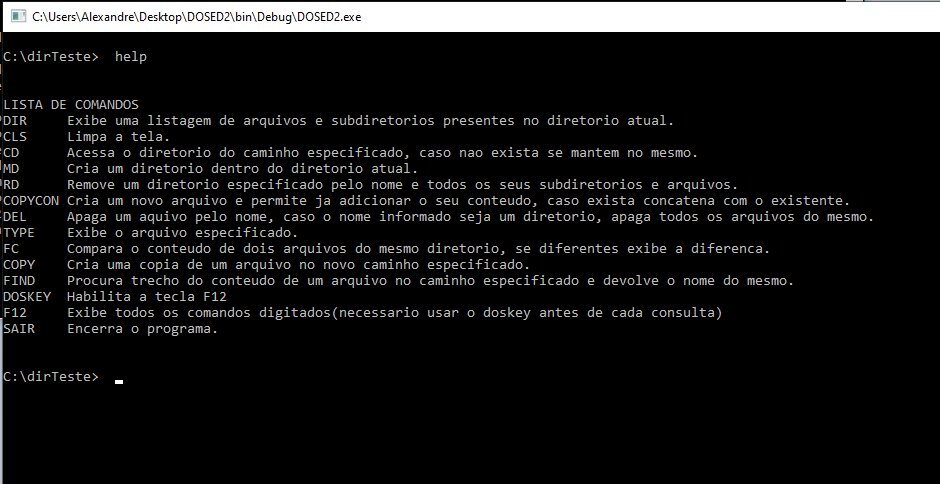 C:\Users\Alexandre\Desktop\DOSED2\bin\Debug\DOSED2.exe
C:\dirTeste>  help
LISTA DE COMANDOS
DIR     Exibe uma listagem de arquivos e subdiretorios presentes no diretorio atual.
CLS     Limpa a tela.
CD      Acessa o diretorio do caminho especificado, caso nao exista se mantem no mesmo.
MD      Cria um diretorio dentro do diretorio atual.
RD      Remove um diretorio especificado pelo nome e todos os seus subdiretorios e arquivos.
COPYCON Cria um novo arquivo e permite ja adicionar o seu conteudo, caso exista concatena com o existente.
DEL     Apaga um aquivo pelo nome, caso o nome informado seja um diretorio, apaga todos os arquivos do mesmo.
TYPE    Exibe o arquivo especificado.
FC      Compara o conteudo de dois arquivos do mesmo diretorio, se diferentes exibe a diferenca.
COPY    Cria uma copia de um arquivo no novo caminho especificado.
FIND    Procura trecho do conteudo de um arquivo no caminho especificado e devolve o nome do mesmo.
DOSKEY  Habilita a tecla F12
F12     Exibe todos os comandos digitados(necessario usar o doskey antes de cada consulta)
SAIR    Encerra o programa.
C:\dirTeste>